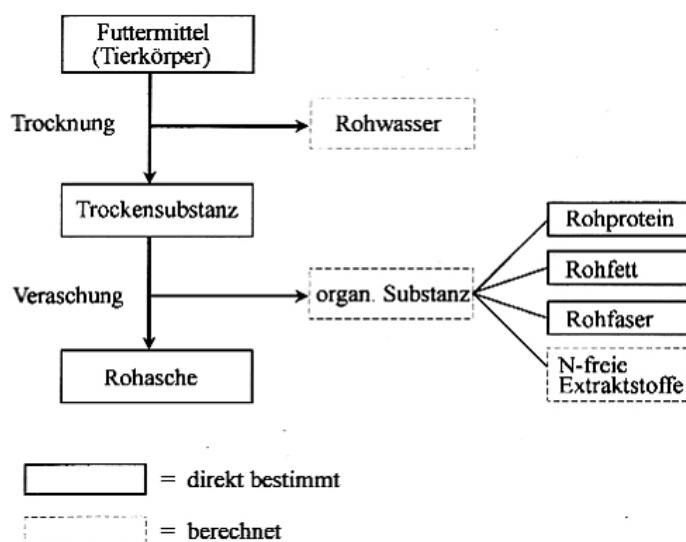 Futtermittel
(Tierkörper)
Trocknung
Rohwasser
Trockensubstanz
Veraschung
organ. Substanz
Rohprotein
Rohfett
Rohfaser
N-freie
Extraktstoffe
Rohasche
= direkt bestimmt
= berechnet